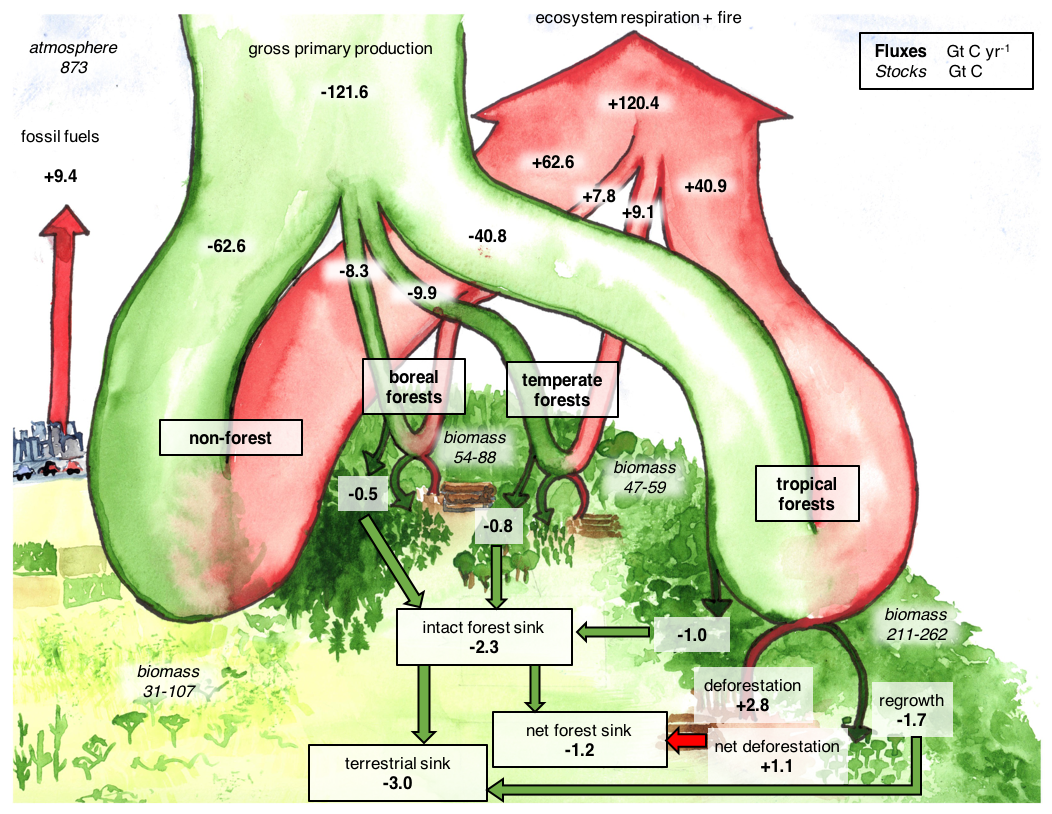 ecosystem respiration + fire
atmosphere
873
gross primary production
Fluxes Gt C yr-1
Stocks Gt C
-121.6
+120.4
fossil fuels
+9.4
+62.6
+7.8
+9.1
+40.9
-62.6
-40.8
-8.3
-9.9
boreal
forests
temperate
forests
non-forest
biomass
54-88
biomass
47-59
tropical
forests
-0.5
-0.8
intact forest sink
-2.3
-1.0
biomass
211-262
biomass
31-107
deforestation
+2.8
regrowth
-1.7
net forest sink
-1.2
net deforestation
+1.1
terrestrial sink
-3.0